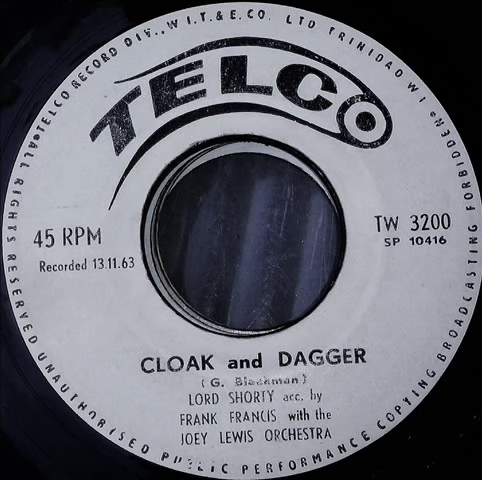 TELCO RECORD DIV., W.I.T.& E.CO. LTD TRINIDAD W I.
TELCO
45 RPM
Recorded 13.11.63
TW 3200
SP 10416
CLOAK and DAGGER
( G. Blackman )
LORD SHORTY acc. by
FRANK FRANCIS with the
JOEY LEWIS ORCHESTRA
ALL RIGHTS RESERVED UNAUTHORISED PUBLIC PERFORMANCE COPYING BROADCASTING FORBIDDEN